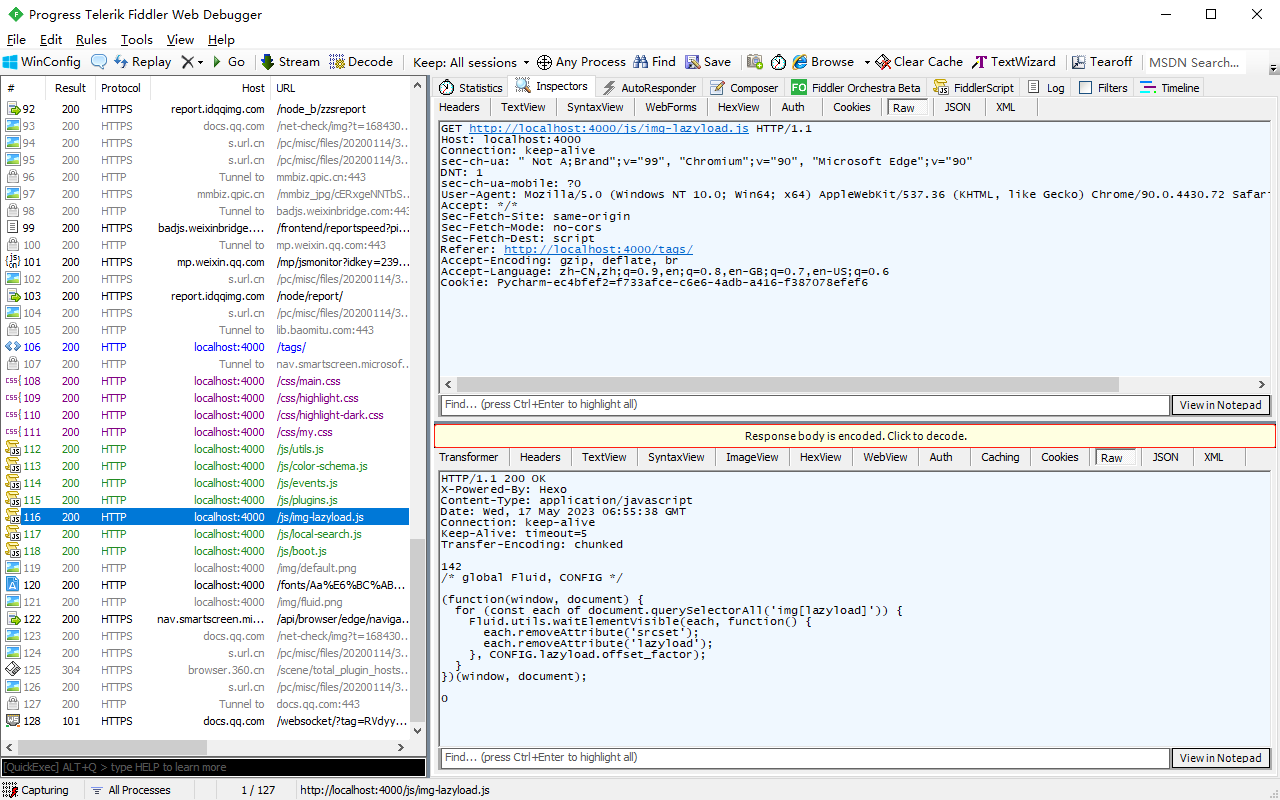 Progress Telerik Fiddler Web Debugger
File Edit Rules Tools View Help
WinConfig Replay Go Stream Decode Keep: All sessions Any Process Find Save Browse Clear Cache TextWizard Tearoff MSDN Search...
# Result Protocol Host URL
92 200 HTTPS report.idqqimg.com /node_b/zzsreport
93 200 HTTPS docs.qq.com /net-check/img?t=168430...
94 200 HTTPS s.url.cn /pc/misc/files/20200114/3...
95 200 HTTPS s.url.cn /pc/misc/files/20200114/3...
96 200 HTTP Tunnel to mmbiz.qpic.cn:443
97 200 HTTPS mmbiz.qpic.cn /mmbiz_jpg/cERxgeNNTbS...
98 200 HTTP Tunnel to badjs.weixinbridge.com:443
99 200 HTTPS badjs.weixinbridge.... /frontend/reportspeed?pi...
100 200 HTTP Tunnel to mp.weixin.qq.com:443
101 200 HTTPS mp.weixin.qq.com /mp/jsmonitor?idkey=239...
102 200 HTTPS s.url.cn /pc/misc/files/20200114/3...
103 200 HTTPS report.idqqimg.com /node/report/
104 200 HTTPS s.url.cn /pc/misc/files/20200114/3...
105 200 HTTP Tunnel to lib.baomitu.com:443
106 200 HTTP localhost:4000 /tags/
107 200 HTTP Tunnel to nav.smartscreen.microsof...
108 200 HTTP localhost:4000 /css/main.css
109 200 HTTP localhost:4000 /css/highlight.css
110 200 HTTP localhost:4000 /css/highlight-dark.css
111 200 HTTP localhost:4000 /css/my.css
112 200 HTTP localhost:4000 /js/utils.js
113 200 HTTP localhost:4000 /js/color-schema.js
114 200 HTTP localhost:4000 /js/events.js
115 200 HTTP localhost:4000 /js/plugins.js
116 200 HTTP localhost:4000 /js/img-lazyload.js
117 200 HTTP localhost:4000 /js/local-search.js
118 200 HTTP localhost:4000 /js/boot.js
119 200 HTTP localhost:4000 /img/default.png
120 200 HTTP localhost:4000 /fonts/Aa%E6%BC%AB...
121 200 HTTP localhost:4000 /img/fluid.png
122 200 HTTPS nav.smartscreen.mi... /api/browser/edge/naviga...
123 200 HTTPS docs.qq.com /net-check/img?t=168430...
124 200 HTTPS s.url.cn /pc/misc/files/20200114/3...
125 304 HTTPS browser.360.cn /scene/total_plugin_hosts...
126 200 HTTPS s.url.cn /pc/misc/files/20200114/3...
127 200 HTTP Tunnel to docs.qq.com:443
128 101 HTTPS docs.qq.com /websocket/?tag=RVdyy...
[QuickExec] ALT+Q > type HELP to learn more
Statistics Inspectors AutoResponder Composer FO Fiddler Orchestra Beta FiddlerScript Log Filters Timeline
Headers TextView SyntaxView WebForms HexView Auth Cookies Raw JSON XML
GET http://localhost:4000/js/img-lazyload.js HTTP/1.1
Host: localhost:4000
Connection: keep-alive
sec-ch-ua: " Not A;Brand";v="99", "Chromium";v="90", "Microsoft Edge";v="90"
DNT: 1
sec-ch-ua-mobile: ?0
User-Agent: Mozilla/5.0 (Windows NT 10.0; Win64; x64) AppleWebKit/537.36 (KHTML, like Gecko) Chrome/90.0.4430.72 Safari
Accept: */*
Sec-Fetch-Site: same-origin
Sec-Fetch-Mode: no-cors
Sec-Fetch-Dest: script
Referer: http://localhost:4000/tags/
Accept-Encoding: gzip, deflate, br
Accept-Language: zh-CN,zh;q=0.9,en;q=0.8,en-GB;q=0.7,en-US;q=0.6
Cookie: Pycharm-ec4bfef2=f733afce-c6e6-4adb-a416-f387078efef6
Find... (press Ctrl+Enter to highlight all) View in Notepad
Response body is encoded. Click to decode.
Transformer Headers TextView SyntaxView ImageView HexView WebView Auth Caching Cookies Raw JSON XML
HTTP/1.1 200 OK
X-Powered-By: Hexo
Content-Type: application/javascript
Date: Wed, 17 May 2023 06:55:38 GMT
Connection: keep-alive
Keep-Alive: timeout=5
Transfer-Encoding: chunked
142
/* global Fluid, CONFIG */
(function(window, document) {
for (const each of document.querySelectorAll('img[lazyload]')) {
Fluid.utils.waitElementVisible(each, function() {
each.removeAttribute('srcset');
each.removeAttribute('lazyload');
}, CONFIG.lazyload.offset_factor);
}
})(window, document);
0
Find... (press Ctrl+Enter to highlight all) View in Notepad
Capturing All Processes 1 / 127 http://localhost:4000/js/img-lazyload.js